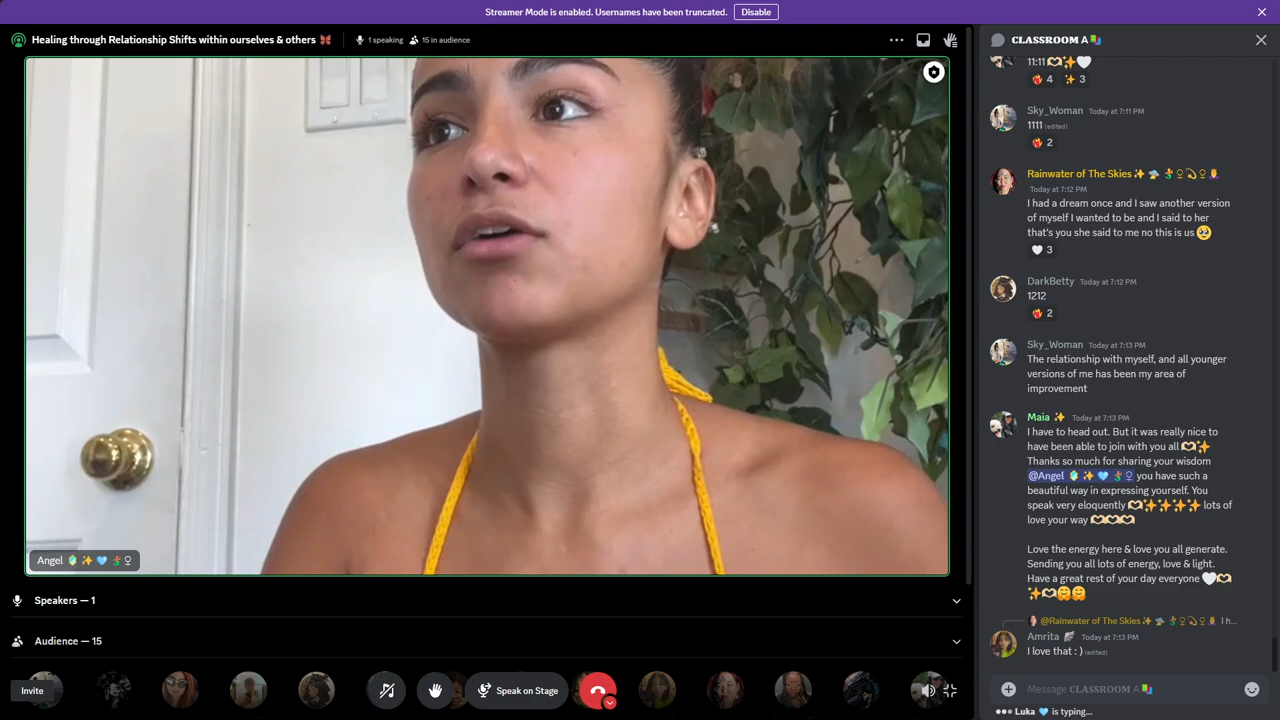 Streamer Mode is enabled. Usernames have been truncated.
Disable
Healing through Relationship Shifts within ourselves & others
1 speaking
15 in audience
Angel
Speakers — 1
Audience — 15
Invite
Speak on Stage
CLASSROOM A
11:11
4
3
Sky_Woman Today at 7:11 PM
1111 (edited)
2
Rainwater of The Skies
Today at 7:12 PM
I had a dream once and I saw another version
of myself I wanted to be and I said to her
that's you she said to me no this is us
3
DarkBetty Today at 7:12 PM
1212
2
Sky_Woman Today at 7:13 PM
The relationship with myself, and all younger
versions of me has been my area of
improvement
Maia Today at 7:13 PM
I have to head out. But it was really nice to
have been able to join with you all
Thanks so much for sharing your wisdom
@Angel you have such a
beautiful way in expressing yourself. You
speak very eloquently lots of
love your way
Love the energy here & love you all generate.
Sending you all lots of energy, love & light.
Have a great rest of your day everyone
@Rainwater of The Skies I h...
Amrita Today at 7:13 PM
I love that : ) (edited)
Message CLASSROOM A
Luka is typing...